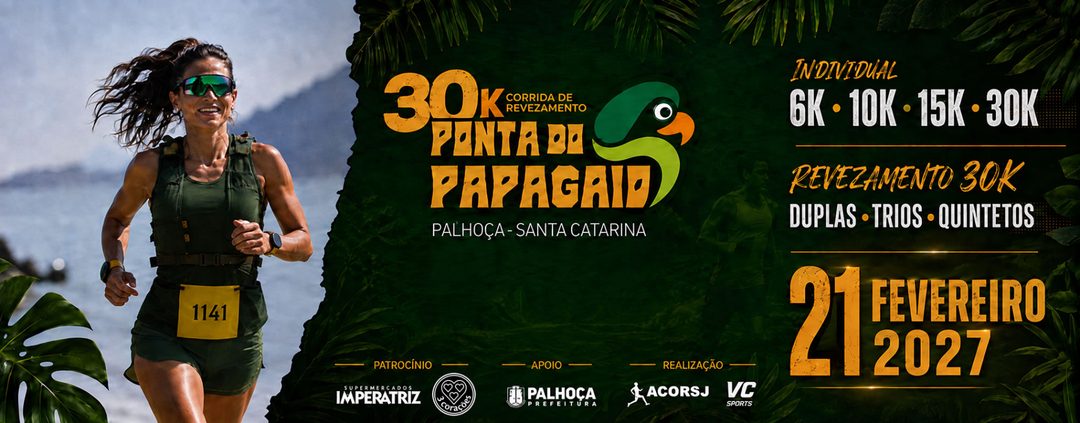 30K CORRIDA DE
REVEZAMENTO
PONTA DO
PAPAGAIO
PALHOÇA - SANTA CATARINA
INDIVIDUAL
6K • 10K • 15K • 30K
REVEZAMENTO 30K
DUPLAS • TRIOS • QUINTETOS
21 FEVEREIRO
2027
1141
PATROCÍNIO
SUPERMERCADOS
IMPERATRIZ
3 corações
APOIO
PALHOÇA
PREFEITURA
REALIZAÇÃO
ACORSJ
VC
SPORTS